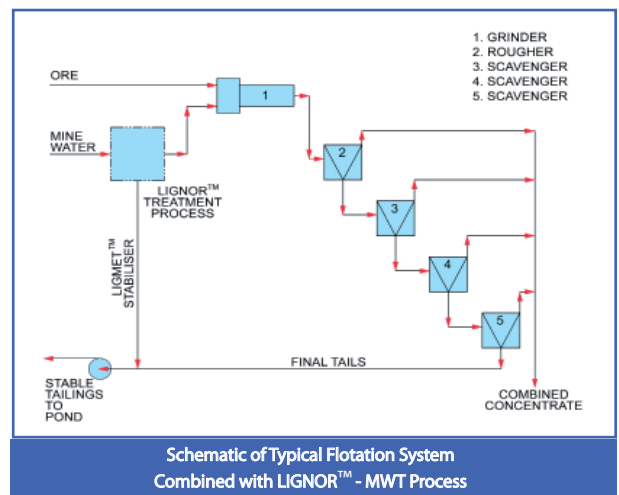 1. GRINDER
2. ROUGHER
3. SCAVENGER
4. SCAVENGER
5. SCAVENGER
ORE
1
MINE
WATER
2
LIGNOR™
TREATMENT
PROCESS
3
LIGMET™
STABILISER
4
5
FINAL TAILS
STABLE
TAILINGS
TO
POND
COMBINED
CONCENTRATE
Schematic of Typical Flotation System
Combined with LIGNOR™ - MWT Process